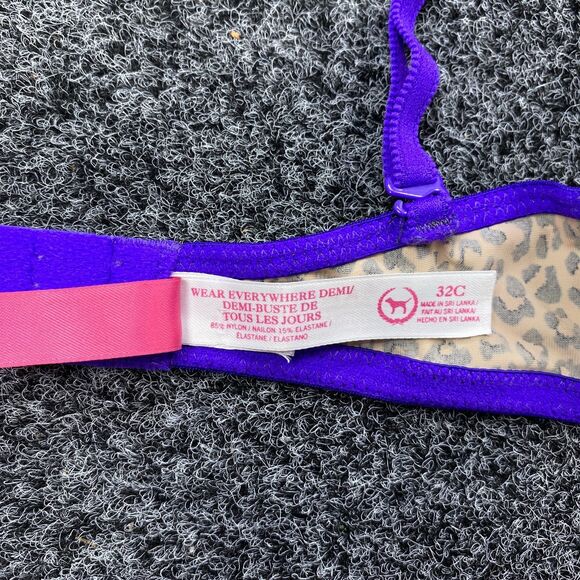 WEAR EVERYWHERE DEMI/
DEMI-BUSTE DE
TOUS LES JOURS
85% NYLON / NAILON 15% ELASTANE /
ÉLASTANE / ELASTANO
32C
MADE IN SRI LANKA/
FAIT AU SRI LANKA/
HECHO EN SRI LANKA